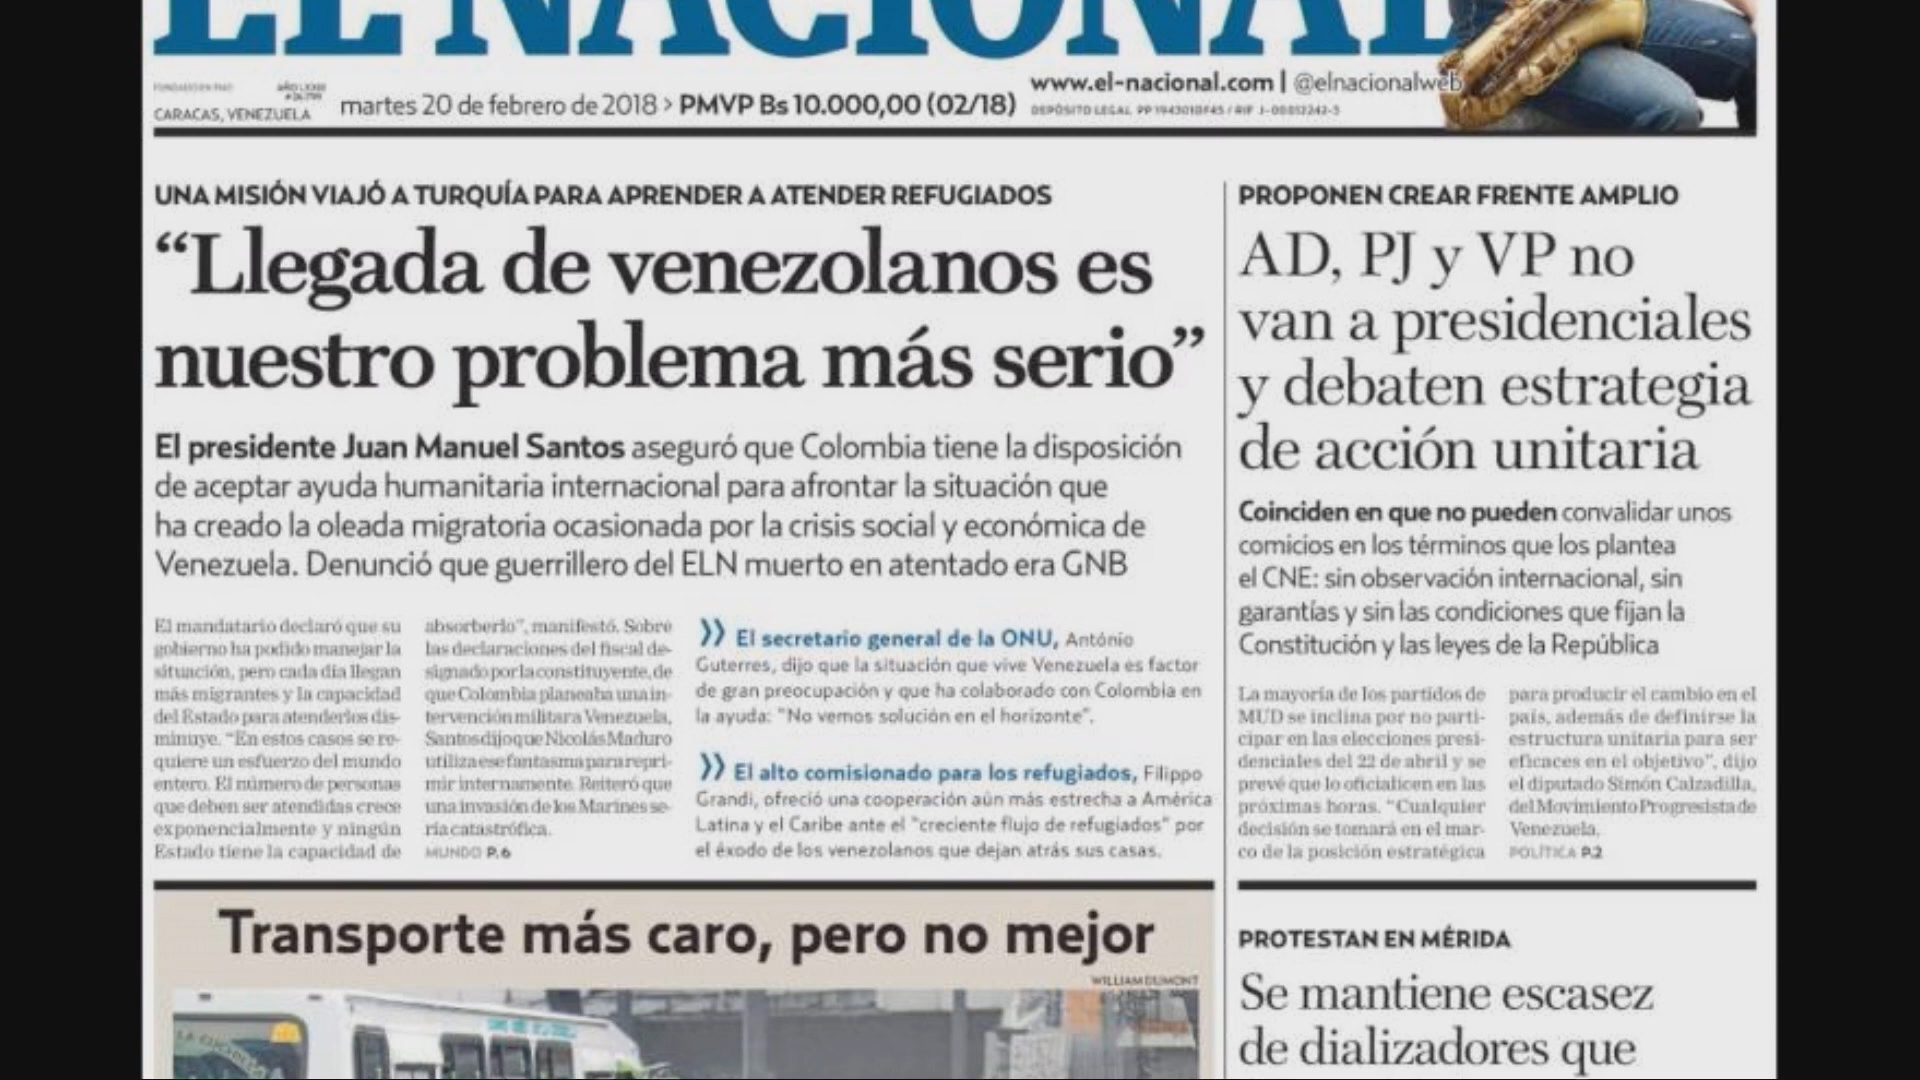 EL NACIONAL
FUNDADO EN 1943
CARACAS, VENEZUELA
martes 20 de febrero de 2018 > PMVP Bs 10.000,00 (02/18)
www.el-nacional.com | @elnacionalweb
DEPÓSITO LEGAL
UNA MISIÓN VIAJÓ A TURQUÍA PARA APRENDER A ATENDER REFUGIADOS
“Llegada de venezolanos es
nuestro problema más serio”
El presidente Juan Manuel Santos aseguró que Colombia tiene la disposición
de aceptar ayuda humanitaria internacional para afrontar la situación que
ha creado la oleada migratoria ocasionada por la crisis social y económica de
Venezuela. Denunció que guerrillero del ELN muerto en atentado era GNB
El mandatario declaró que su
gobierno ha podido manejar la
situación, pero cada día llegan
más migrantes y la capacidad
del Estado para atenderlos dis-
minuye. “En estos casos se re-
quiere un esfuerzo del mundo
entero. El número de personas
que deben ser atendidas crece
exponencialmente y ningún
Estado tiene la capacidad de
absorberlo”, manifestó. Sobre
las declaraciones del fiscal de-
signado por la constituyente, de
que Colombia planeaba una in-
tervención militar a Venezuela,
Santos dijo que Nicolás Maduro
utiliza ese fantasma para repri-
mir internamente. Reiteró que
una invasión de los Marines se-
ría catastrófica.
MUNDO P.6
» El secretario general de la ONU, António
Guterres, dijo que la situación que vive Venezuela es factor
de gran preocupación y que ha colaborado con Colombia en
la ayuda: "No vemos solución en el horizonte".
» El alto comisionado para los refugiados, Filippo
Grandi, ofreció una cooperación aún más estrecha a América
Latina y el Caribe ante el "creciente flujo de refugiados" por
el éxodo de los venezolanos que dejan atrás sus casas.
PROPONEN CREAR FRENTE AMPLIO
AD, PJ y VP no
van a presidenciales
y debaten estrategia
de acción unitaria
Coinciden en que no pueden convalidar unos
comicios en los términos que los plantea
el CNE: sin observación internacional, sin
garantías y sin las condiciones que fijan la
Constitución y las leyes de la República
La mayoría de los partidos de
MUD se inclina por no parti-
cipar en las elecciones presi-
denciales del 22 de abril y se
prevé que lo oficialicen en las
próximas horas. “Cualquier
decisión se tomará en el mar-
co de la posición estratégica
para producir el cambio en el
país, además de definirse la
estructura unitaria para ser
eficaces en el objetivo”, dijo
el diputado Simón Calzadilla,
del Movimiento Progresista de
Venezuela.
POLÍTICA P.2
Transporte más caro, pero no mejor
WILLIAM DUMONT
PROTESTAN EN MÉRIDA
Se mantiene escasez
de dializadores que